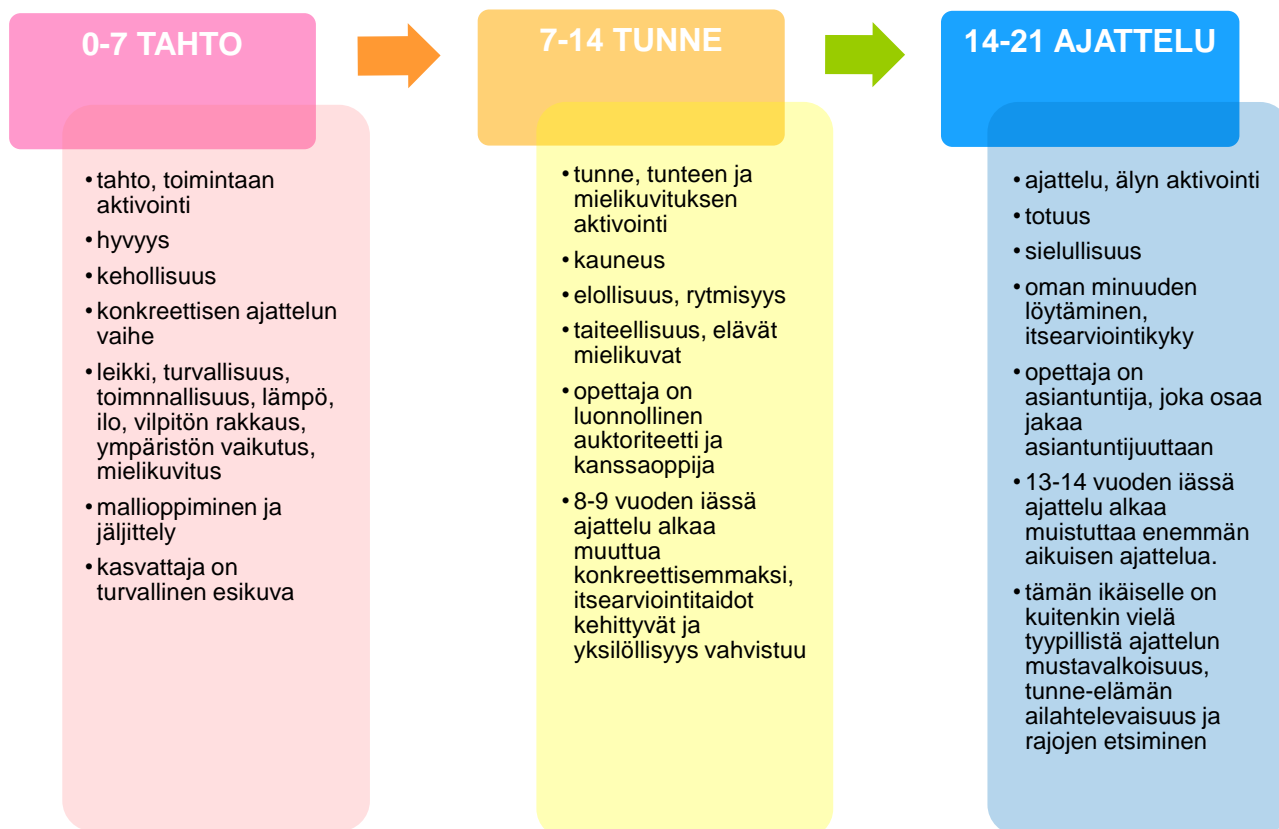 0-7 TAHTO
• tahto, toimintaan
aktivointi
• hyvyys
• kehollisuus
• konkreettisen ajattelun
vaihe
• leikki, turvallisuus,
toimnnallisuus, lämpö,
ilo, vilpitön rakkaus,
ympäristön vaikutus,
mielikuvitus
• mallioppiminen ja
jäljittely
• kasvattaja on
turvallinen esikuva
7-14 TUNNE
• tunne, tunteen ja
mielikuvituksen
aktivointi
• kauneus
• elollisuus, rytmisyys
• taiteellisuus, elävät
mielikuvat
• opettaja on
luonnollinen
auktoriteetti ja
kanssaoppija
• 8-9 vuoden iässä
ajattelu alkaa
muuttua
konkreettisemmaksi,
itsearviointitaidot
kehittyvät ja
yksilöllisyys vahvistuu
14-21 AJATTELU
• ajattelu, älyn aktivointi
• totuus
• sielullisuus
• oman minuuden
löytäminen,
itsearviointikyky
• opettaja on
asiantuntija, joka osaa
jakaa
asiantuntijuuttaan
• 13-14 vuoden iässä
ajattelu alkaa
muistuttaa enemmän
aikuisen ajattelua.
• tämän ikäiselle on
kuitenkin vielä
tyypillistä ajattelun
mustavalkoisuus,
tunne-elämän
ailahtelevaisuus ja
rajojen etsiminen